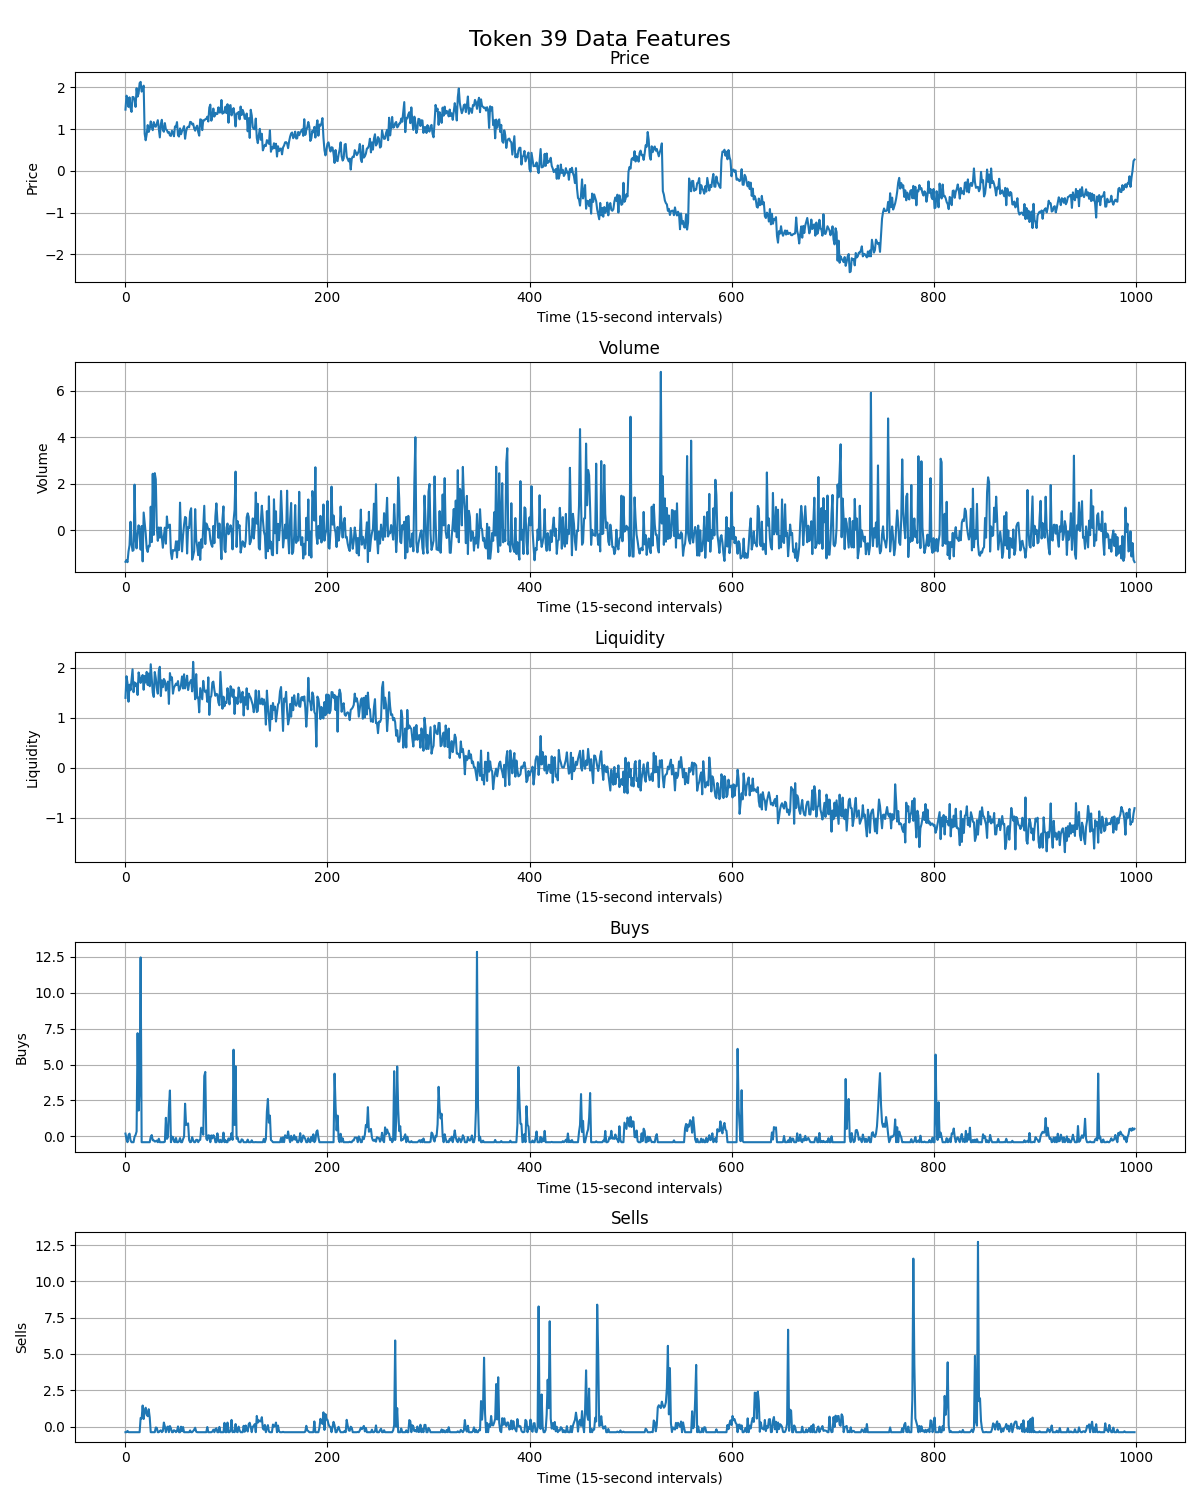 Token 39 Data Features
Price
Price
2
1
0
−1
−2
0 200 400 600 800 1000
Time (15-second intervals)
Volume
Volume
6
4
2
0
0 200 400 600 800 1000
Time (15-second intervals)
Liquidity
Liquidity
2
1
0
−1
0 200 400 600 800 1000
Time (15-second intervals)
Buys
Buys
12.5
10.0
7.5
5.0
2.5
0.0
0 200 400 600 800 1000
Time (15-second intervals)
Sells
Sells
12.5
10.0
7.5
5.0
2.5
0.0
0 200 400 600 800 1000
Time (15-second intervals)